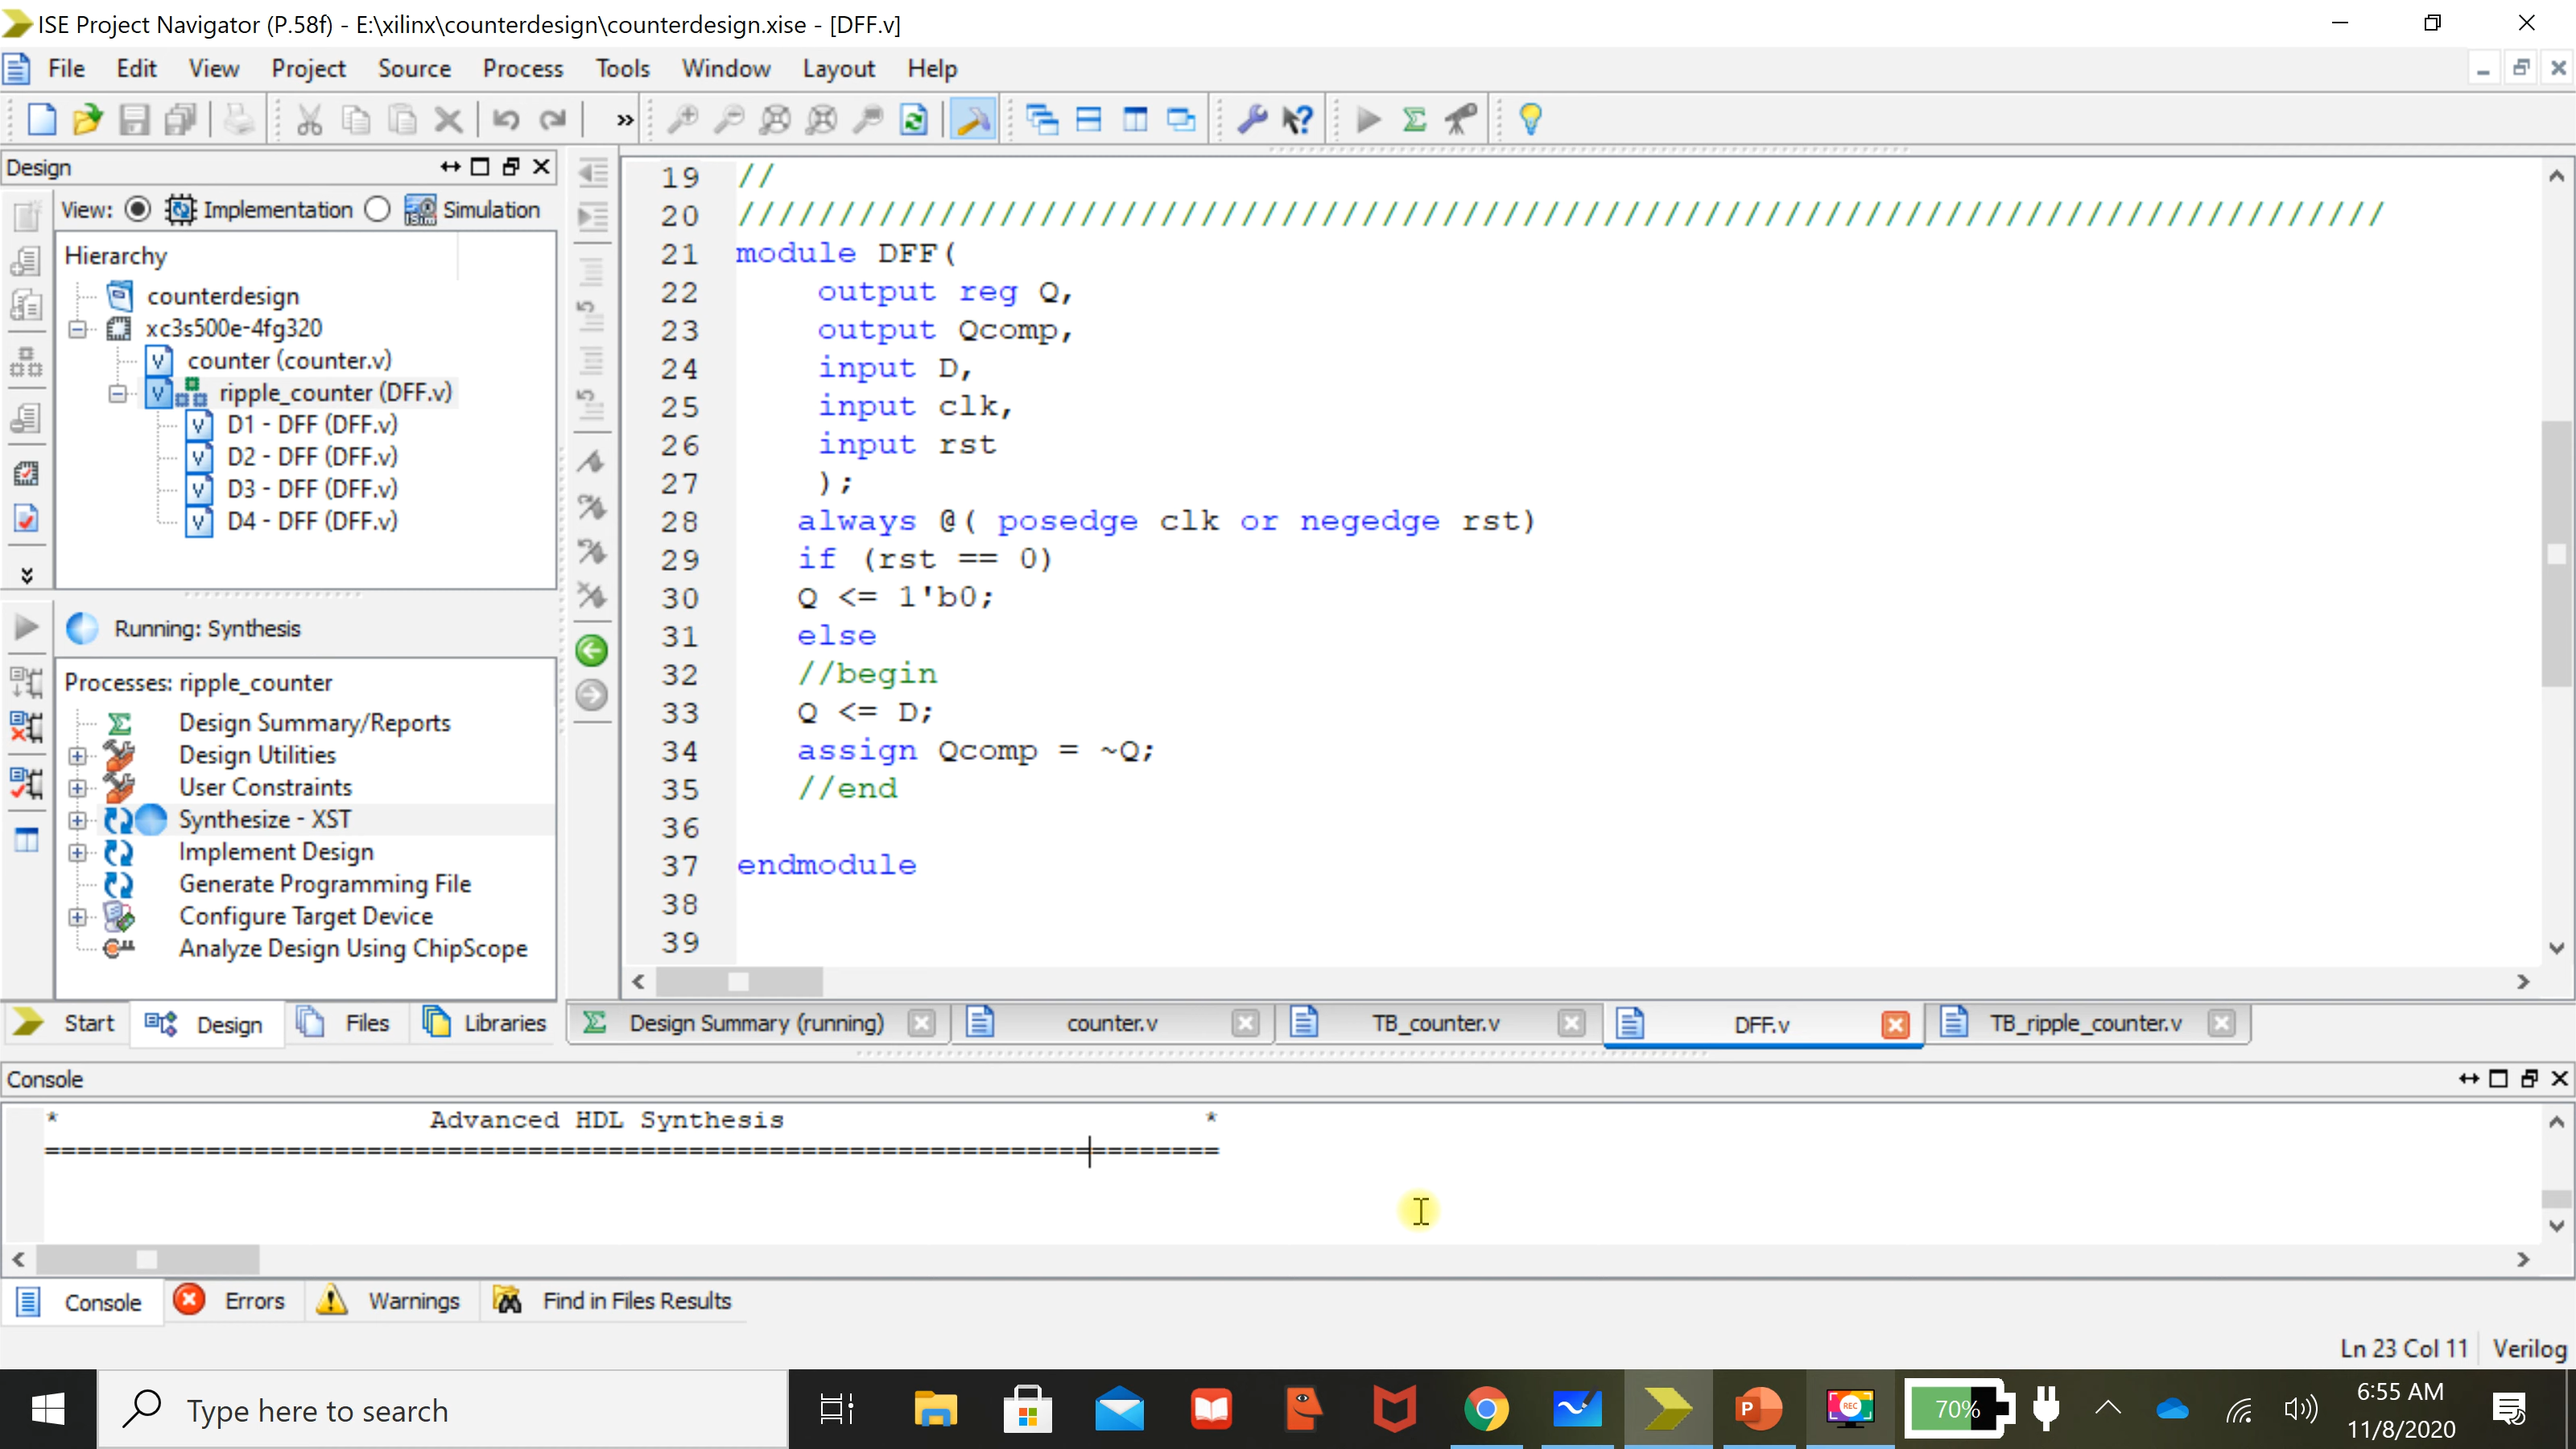 ISE Project Navigator (P.58f) - E:\xilinx\counterdesign\counterdesign.xise - [DFF.v]
File Edit View Project Source Process Tools Window Layout Help
»
Design
View: Implementation iSim Simulation
Hierarchy
counterdesign
xc3s500e-4fg320
counter (counter.v)
ripple_counter (DFF.v)
D1 - DFF (DFF.v)
D2 - DFF (DFF.v)
D3 - DFF (DFF.v)
D4 - DFF (DFF.v)
Running: Synthesis
Processes: ripple_counter
Design Summary/Reports
Design Utilities
User Constraints
Synthesize - XST
Implement Design
Generate Programming File
Configure Target Device
Analyze Design Using ChipScope
Start Design Files Libraries
19 //
20 //////////////////////////////////////////////////////////////////////////////////
21 module DFF(
22 output reg Q,
23 output Qcomp,
24 input D,
25 input clk,
26 input rst
27 );
28 always @( posedge clk or negedge rst)
29 if (rst == 0)
30 Q <= 1'b0;
31 else
32 //begin
33 Q <= D;
34 assign Qcomp = ~Q;
35 //end
36
37 endmodule
38
39
Design Summary (running) counter.v TB_counter.v DFF.v TB_ripple_counter.v
Console
* Advanced HDL Synthesis *
=========================================================================
Console Errors Warnings Find in Files Results
Ln 23 Col 11 Verilog
Type here to search
REC
70%
6:55 AM
11/8/2020